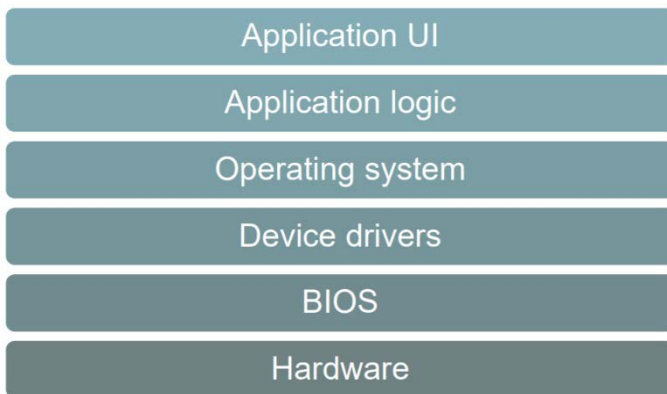 Application UI
Application logic
Operating system
Device drivers
BIOS
Hardware